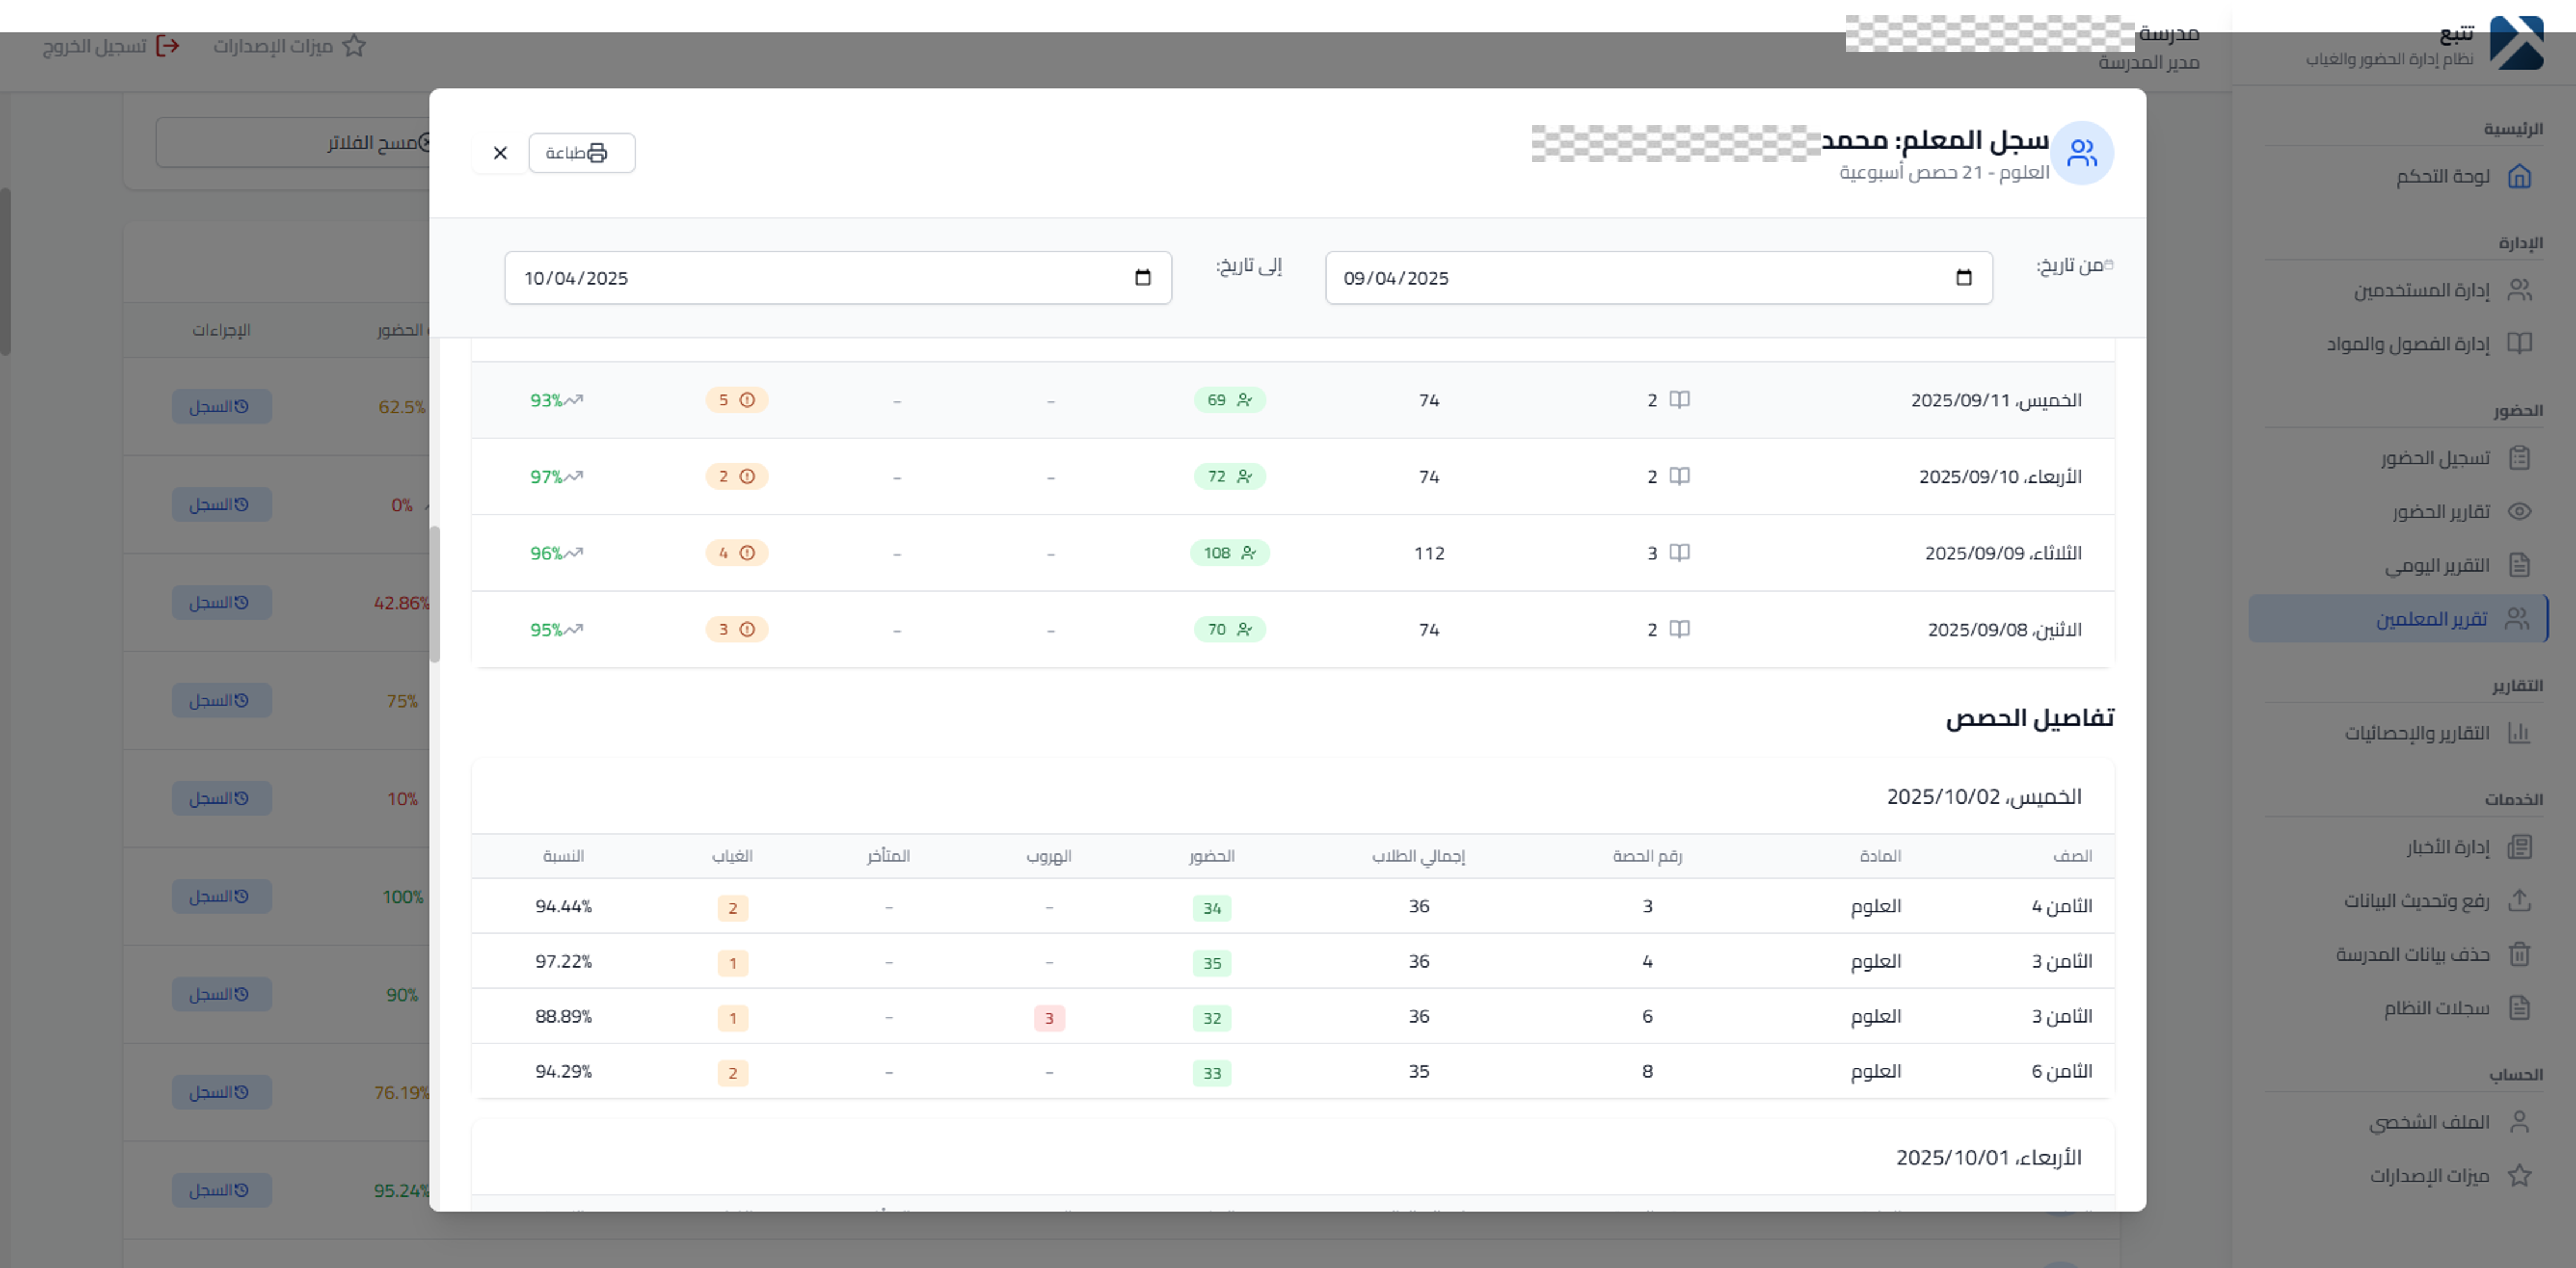 تتبع
نظام إدارة الحضور والغياب
مدرسة
مدير المدرسة
ميزات الإصدارات
تسجيل الخروج
الرئيسية
لوحة التحكم
الإدارة
إدارة المستخدمين
إدارة الفصول والمواد
الحضور
تسجيل الحضور
تقارير الحضور
التقرير اليومي
تقرير المعلمين
التقارير
التقارير والإحصائيات
الخدمات
إدارة الأخبار
رفع وتحديث البيانات
حذف بيانات المدرسة
سجلات النظام
الحساب
الملف الشخصي
ميزات الإصدارات
سجل المعلم: محمد
العلوم - 21 حصص أسبوعية
طباعة
من تاريخ: 09/04/2025 إلى تاريخ: 10/04/2025
الخميس، 2025/09/11 2 74 69 - - 5 93%
الأربعاء، 2025/09/10 2 74 72 - - 2 97%
الثلاثاء، 2025/09/09 3 112 108 - - 4 96%
الاثنين، 2025/09/08 2 74 70 - - 3 95%
تفاصيل الحصص
الخميس، 2025/10/02
الصف المادة رقم الحصة إجمالي الطلاب الحضور الهروب المتأخر الغياب النسبة
الثامن 4 العلوم 3 36 34 - - 2 94.44%
الثامن 3 العلوم 4 36 35 - - 1 97.22%
الثامن 3 العلوم 6 36 32 3 - 1 88.89%
الثامن 6 العلوم 8 35 33 - - 2 94.29%
الأربعاء، 2025/10/01
مسح الفلاتر
الحضور الإجراءات
62.5% السجل
0% السجل
42.86% السجل
75% السجل
10% السجل
100% السجل
90% السجل
76.19% السجل
95.24% السجل